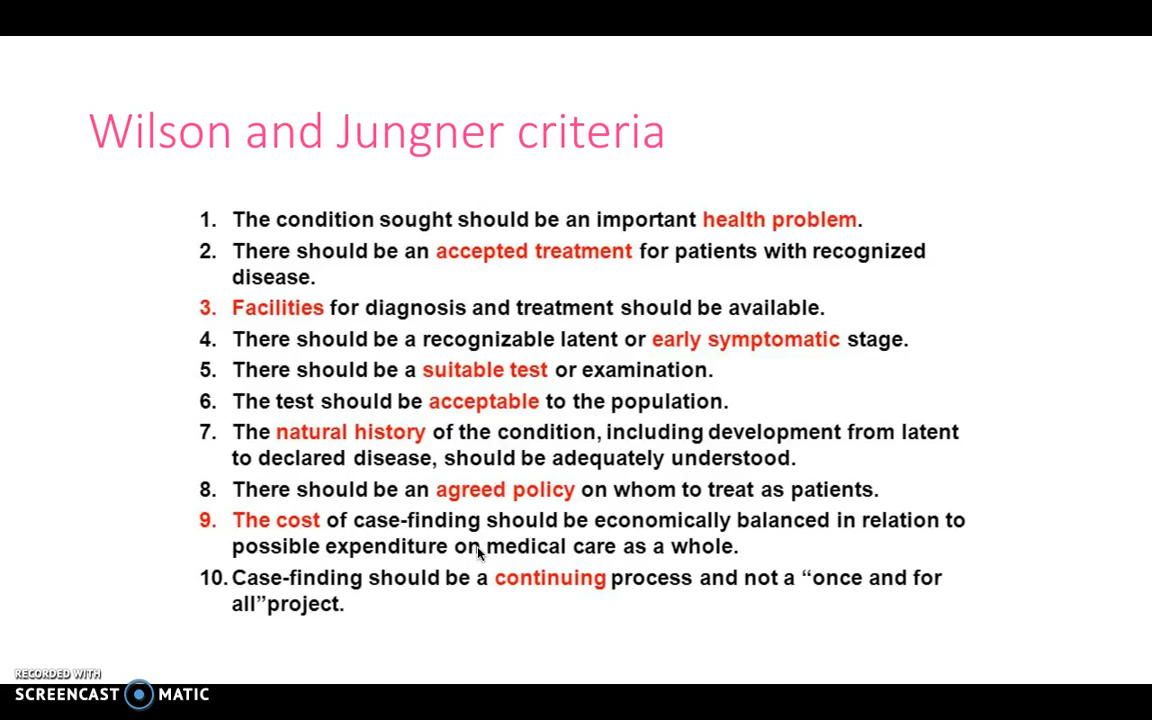 Wilson and Jungner criteria
1. The condition sought should be an important health problem.
2. There should be an accepted treatment for patients with recognized
disease.
3. Facilities for diagnosis and treatment should be available.
4. There should be a recognizable latent or early symptomatic stage.
5. There should be a suitable test or examination.
6. The test should be acceptable to the population.
7. The natural history of the condition, including development from latent
to declared disease, should be adequately understood.
8. There should be an agreed policy on whom to treat as patients.
9. The cost of case-finding should be economically balanced in relation to
possible expenditure on medical care as a whole.
10. Case-finding should be a continuing process and not a “once and for
all”project.
RECORDED WITH
SCREENCAST MATIC